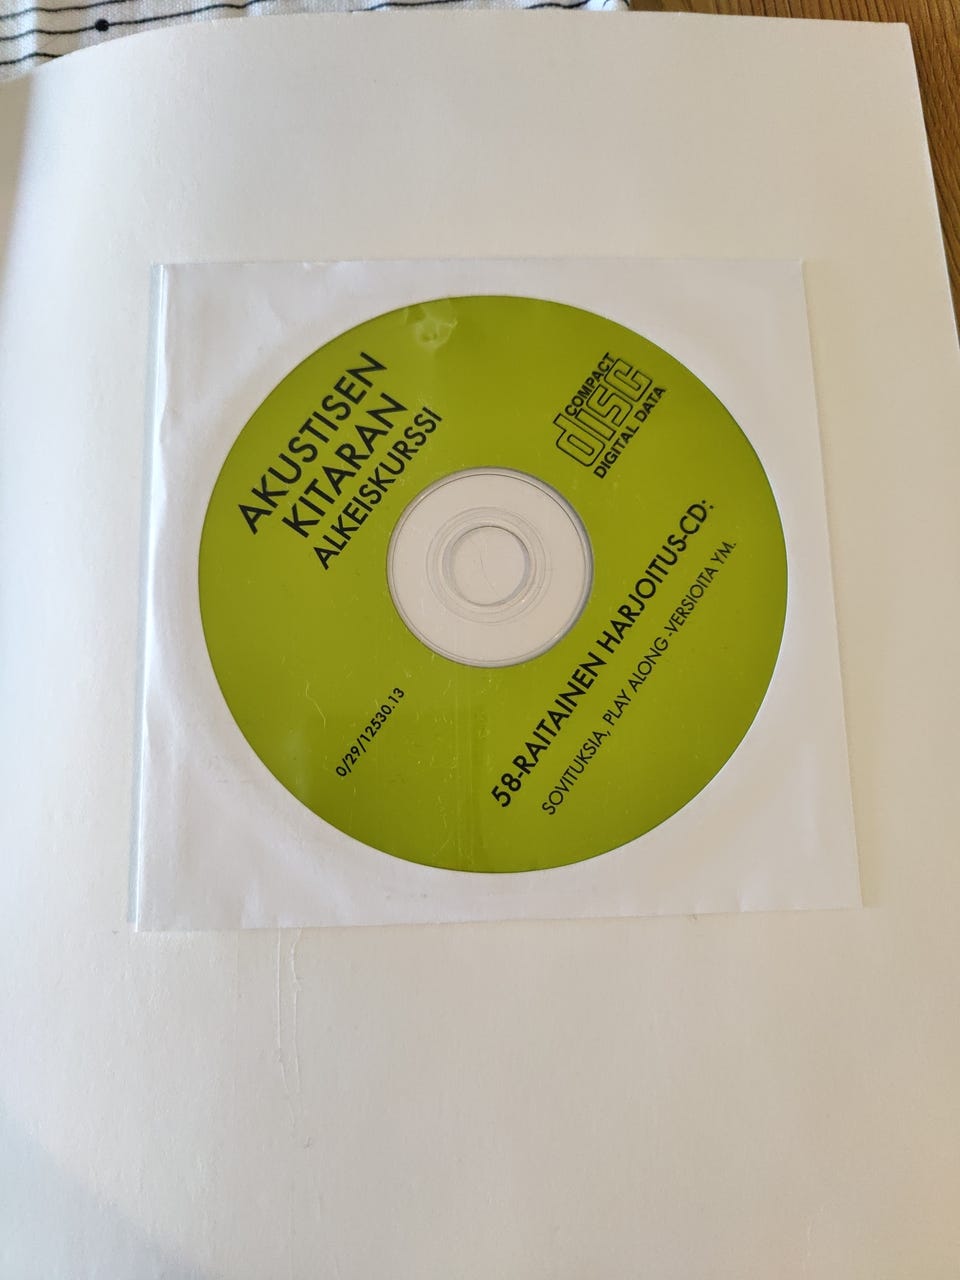 AKUSTISEN
KITARAN
ALKEISKURSSI
COMPACT
disc
DIGITAL DATA
58-RAITAINEN HARJOITUS-CD:
SOVITUKSIA, PLAY ALONG -VERSIOITA YM.
0/29/12530.13